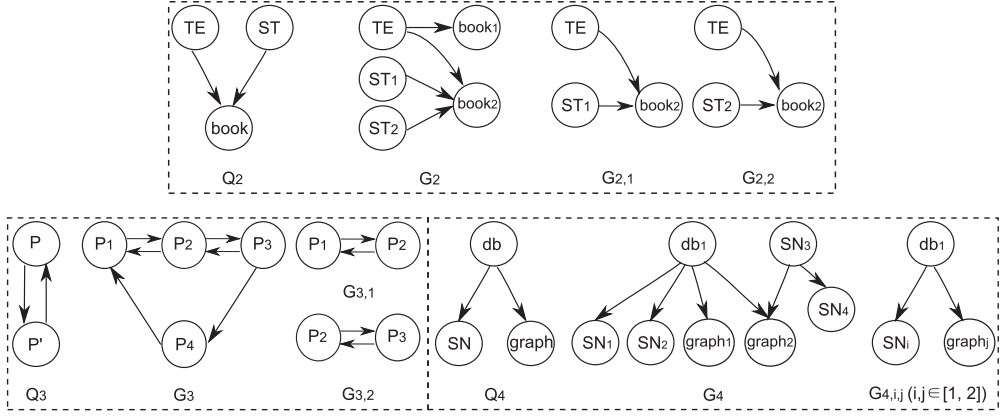 TE ST TE book1 TE TE
ST1 ST1 book2 ST2 book2
book2
book ST2
Q2 G2 G2,1 G2,2
P P1 P2 P3 P1 P2 db db1 SN3 db1
G3,1
SN4
P' P4 P2 P3 SN graph SN1 SN2 graph1 graph2 SNi graphj
Q3 G3 G3,2 Q4 G4 G4,i,j (i,j∈[1, 2])